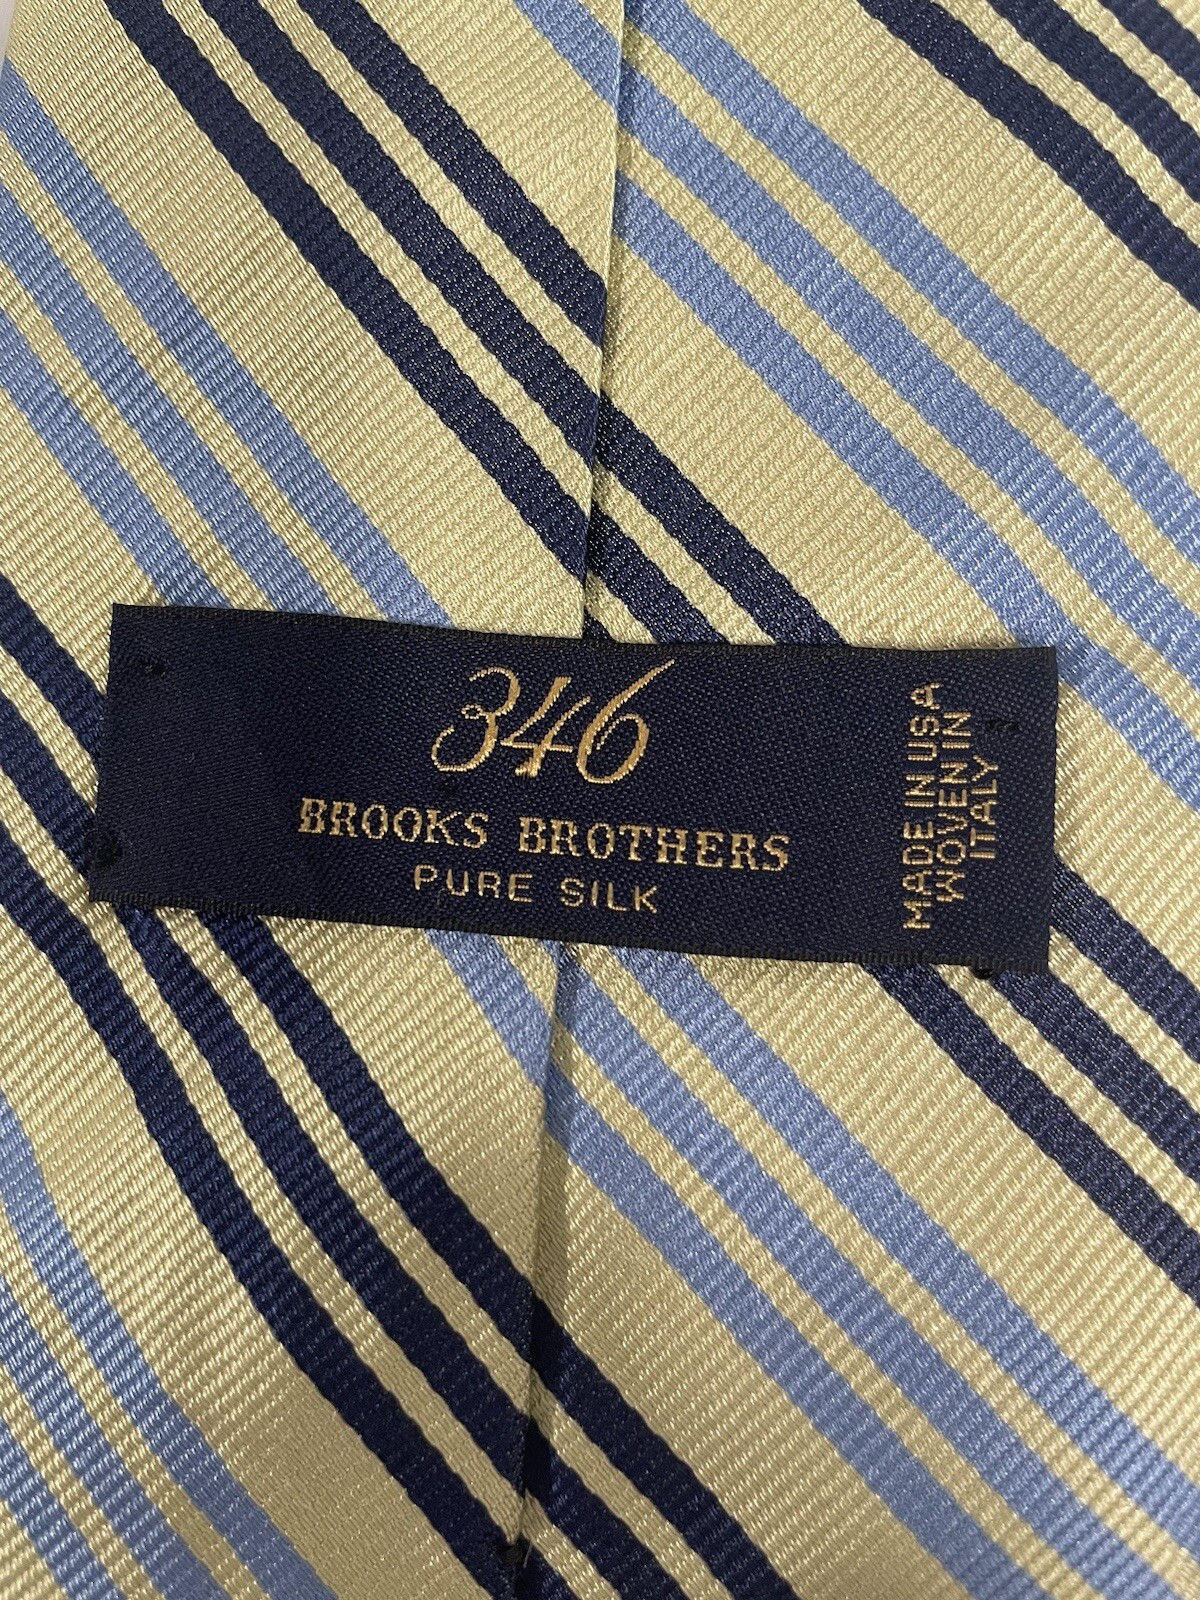 346
BROOKS BROTHERS
PURE SILK
MADE IN USA
WOVEN IN
ITALY